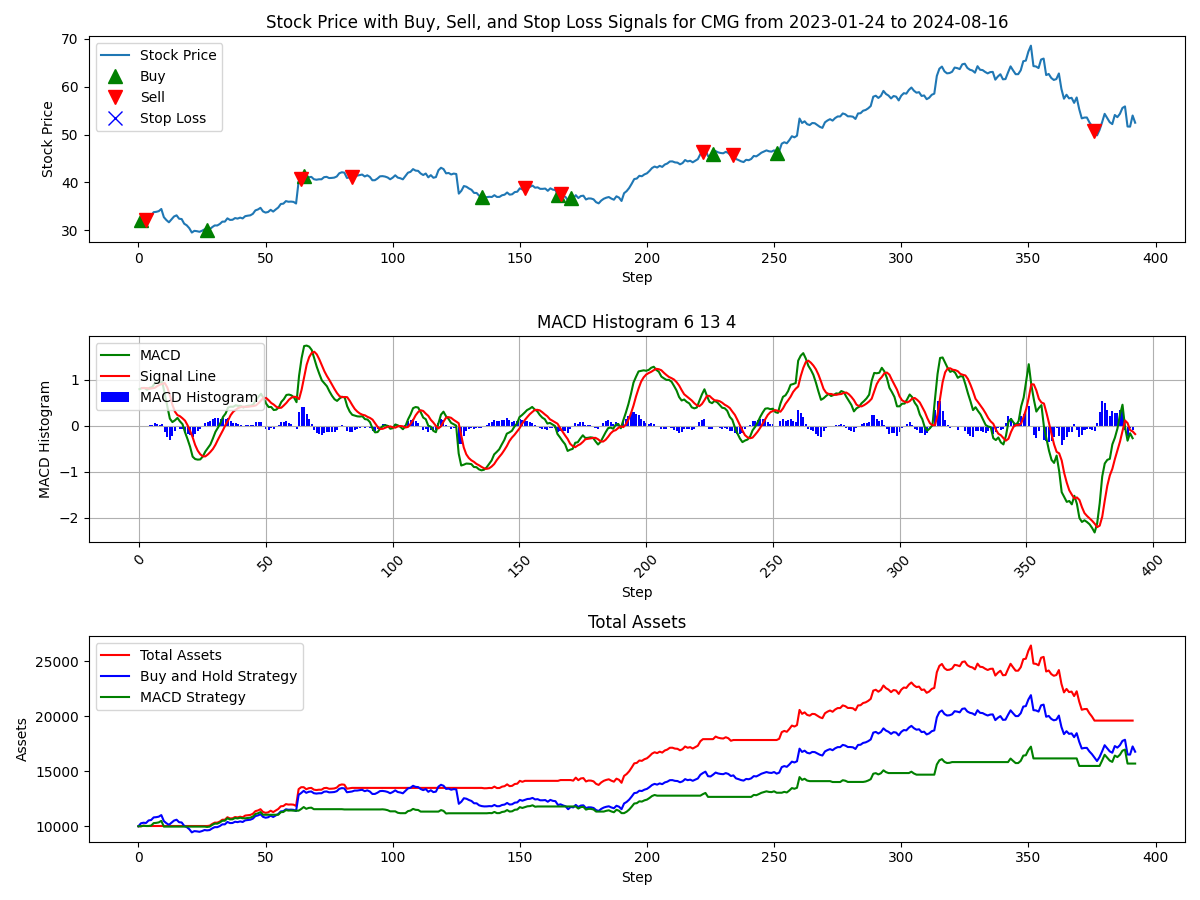 Stock Price with Buy, Sell, and Stop Loss Signals for CMG from 2023-01-24 to 2024-08-16
70
60
50
40
30
Stock Price
Stock Price
Buy
Sell
Stop Loss
0 50 100 150 200 250 300 350 400
Step
MACD Histogram 6 13 4
1
0
−1
−2
MACD Histogram
MACD
Signal Line
MACD Histogram
0 50 100 150 200 250 300 350 400
Step
Total Assets
25000
20000
15000
10000
Assets
Total Assets
Buy and Hold Strategy
MACD Strategy
0 50 100 150 200 250 300 350 400
Step